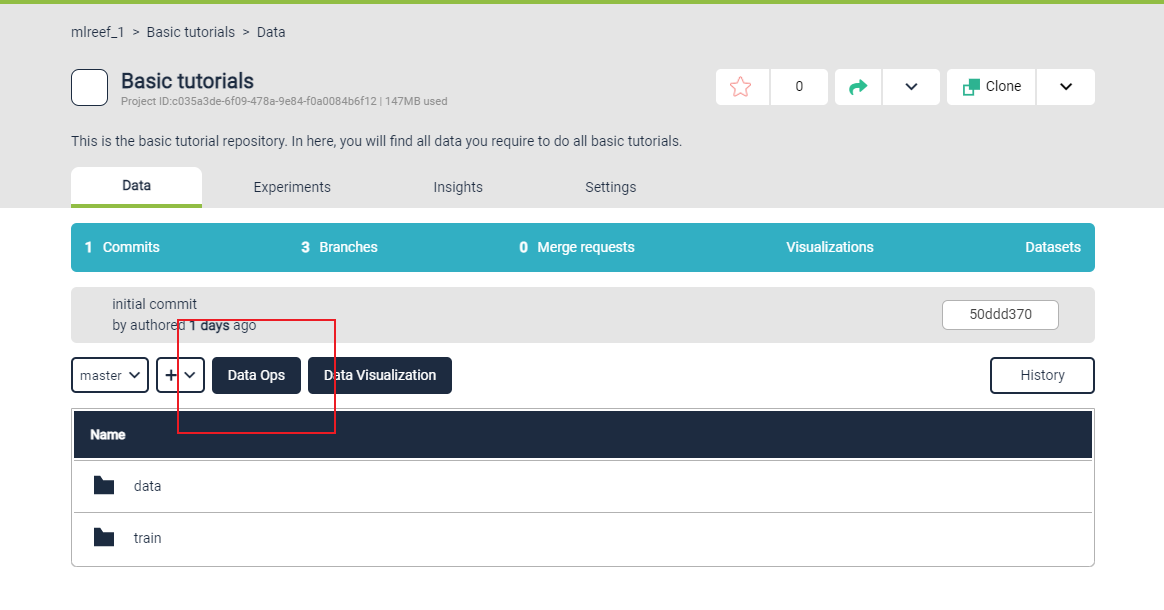 mlreef_1 > Basic tutorials > Data
Basic tutorials
Project ID:c035a3de-6f09-478a-9e84-f0a0084b6f12 | 147MB used
0
Clone
This is the basic tutorial repository. In here, you will find all data you require to do all basic tutorials.
Data Experiments Insights Settings
1 Commits 3 Branches 0 Merge requests Visualizations Datasets
initial commit
by authored 1 days ago
50ddd370
master + Data Ops Data Visualization History
Name
data
train